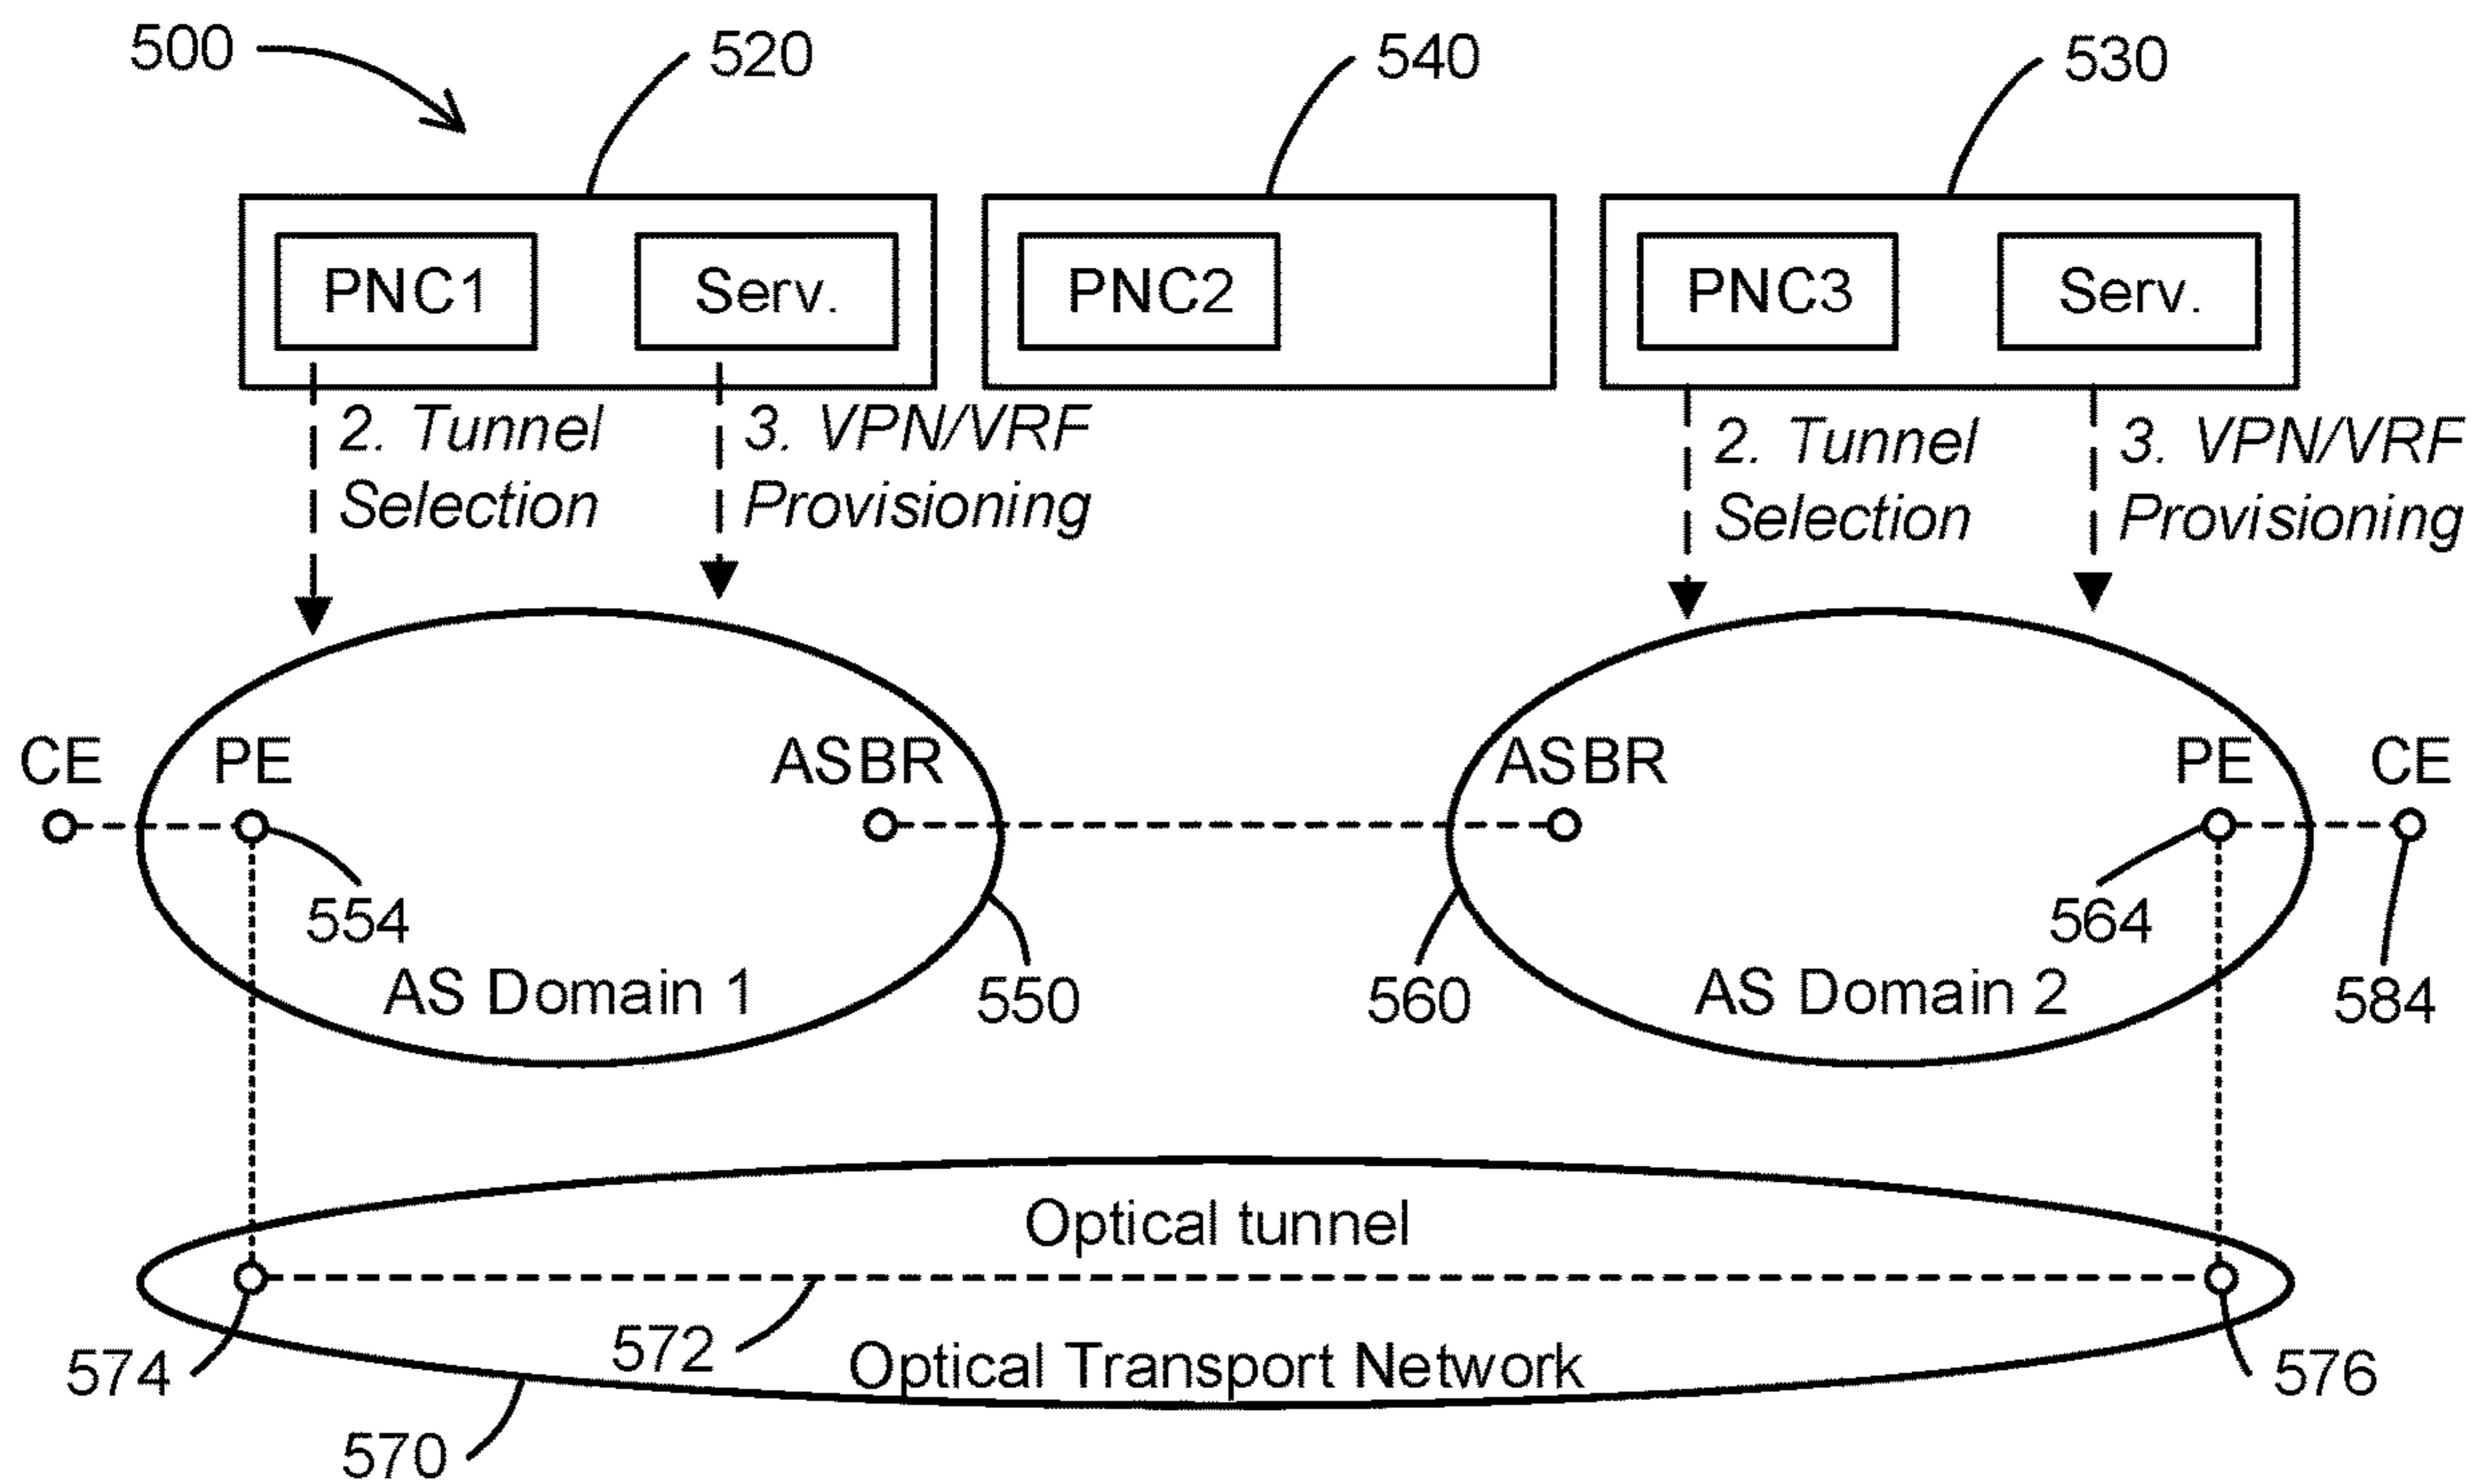 500
520
540
530
PNC1
Serv.
PNC2
PNC3
Serv.
2. Tunnel
Selection
3. VPN/VRF
Provisioning
2. Tunnel
Selection
3. VPN/VRF
Provisioning
CE
PE
ASBR
ASBR
PE
CE
554
564
AS Domain 1
550
560
AS Domain 2
584
Optical tunnel
572
574
Optical Transport Network
576
570